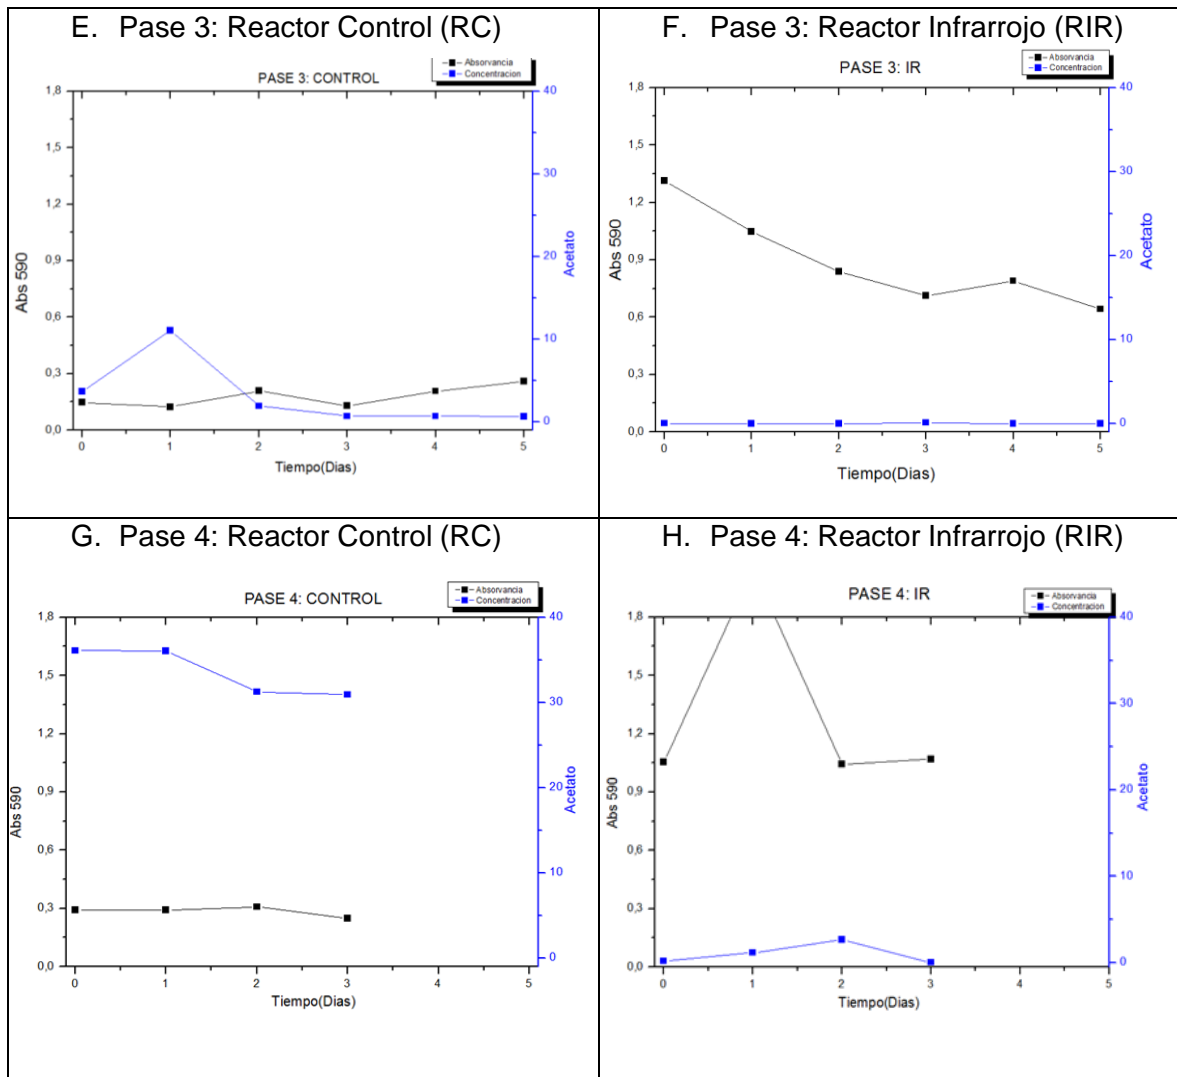 E. Pase 3: Reactor Control (RC)
PASE 3: CONTROL
Absorvancia
Concentracion
1,8
1,5
1,2
0,9
0,6
0,3
0,0
Abs 590
40
30
20
10
0
Acetato
0 1 2 3 4 5
Tiempo(Dias)
F. Pase 3: Reactor Infrarrojo (RIR)
PASE 3: IR
Absorvancia
Concentracion
1,8
1,5
1,2
0,9
0,6
0,3
0,0
Abs 590
40
30
20
10
0
Acetato
0 1 2 3 4 5
Tiempo(Dias)
G. Pase 4: Reactor Control (RC)
PASE 4: CONTROL
Absorvancia
Concentracion
1,8
1,5
1,2
0,9
0,6
0,3
0,0
Abs 590
40
30
20
10
0
Acetato
0 1 2 3 4 5
Tiempo(Dias)
H. Pase 4: Reactor Infrarrojo (RIR)
PASE 4: IR
Absorvancia
Concentracion
1,8
1,5
1,2
0,9
0,6
0,3
0,0
Abs 590
40
30
20
10
0
Acetato
0 1 2 3 4 5
Tiempo(Dias)